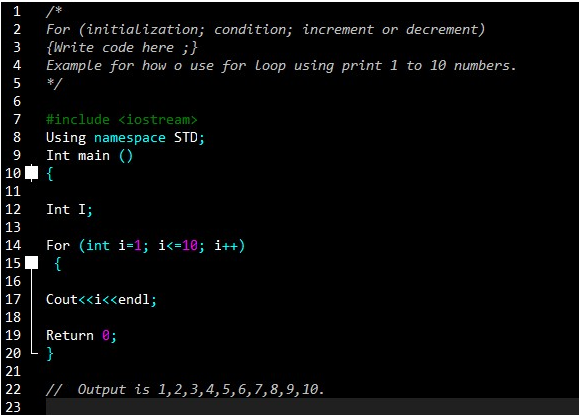 1 /*
2 For (initialization; condition; increment or decrement)
3 {Write code here ;}
4 Example for how o use for loop using print 1 to 10 numbers.
5 */
6
7 #include <iostream>
8 Using namespace STD;
9 Int main ()
10 {
11
12 Int I;
13
14 For (int i=1; i<=10; i++)
15 {
16
17 Cout<<i<<endl;
18
19 Return 0;
20 }
21
22 // Output is 1,2,3,4,5,6,7,8,9,10.
23